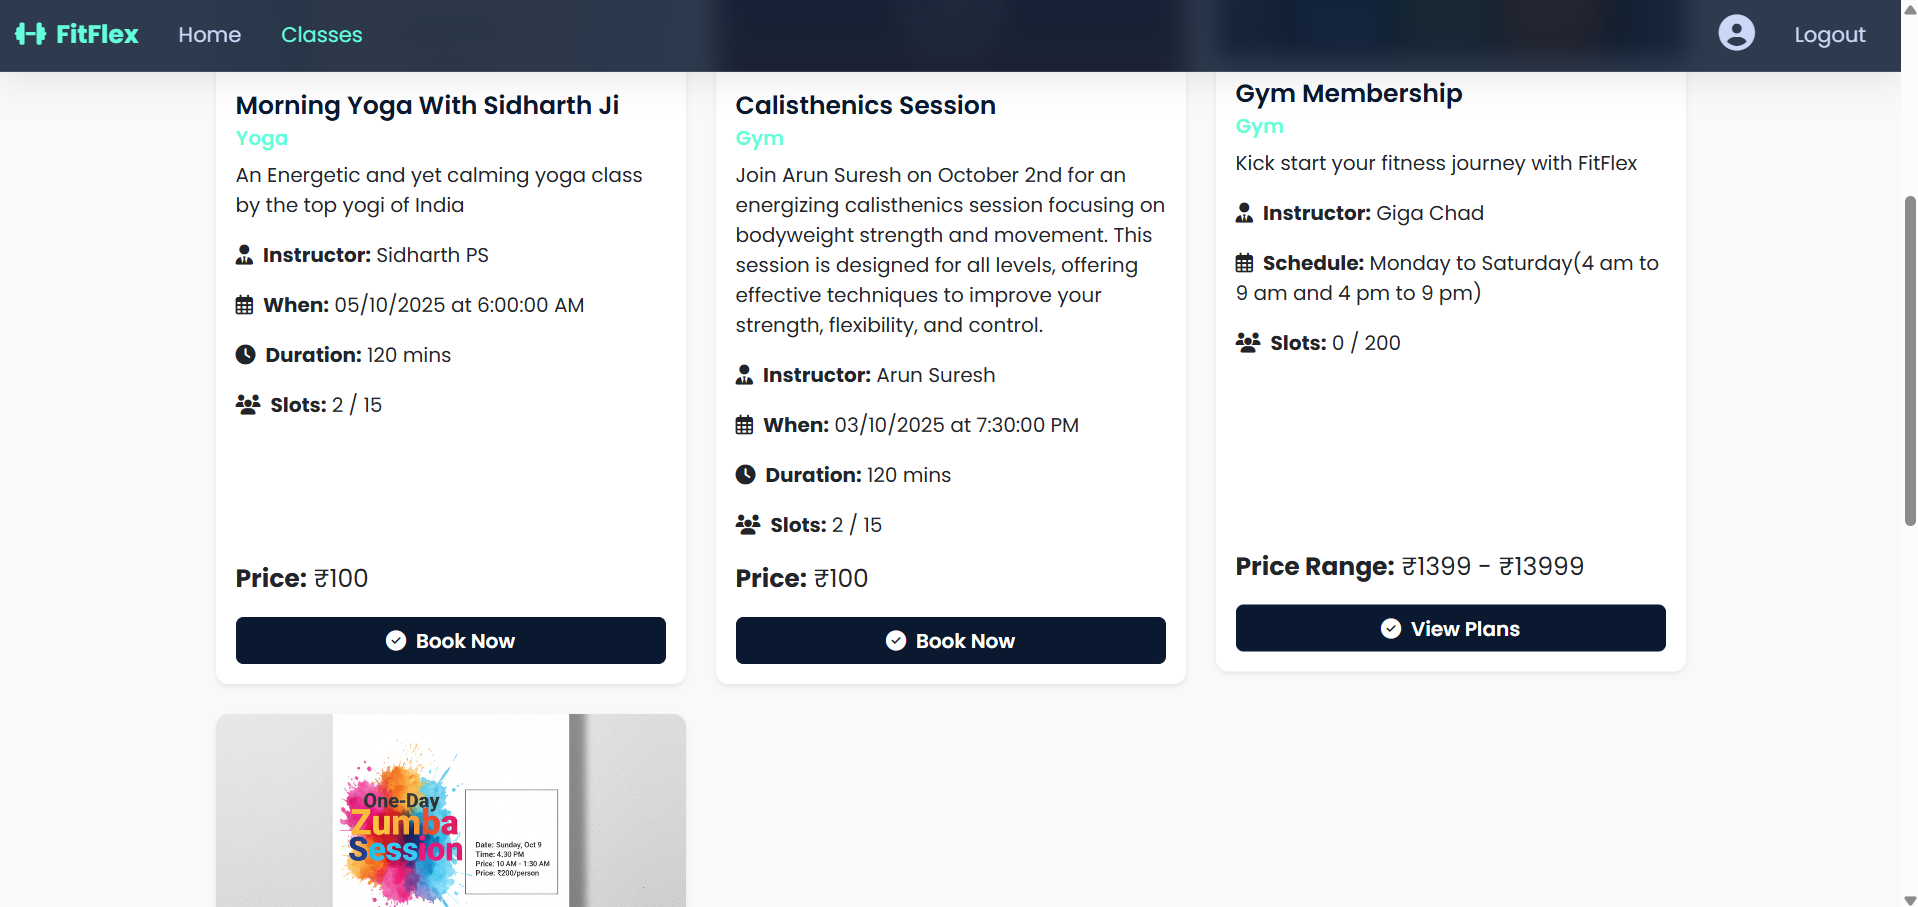 FitFlex
Home
Classes
Logout
Morning Yoga With Sidharth Ji
Yoga
An Energetic and yet calming yoga class
by the top yogi of India
Instructor: Sidharth PS
When: 05/10/2025 at 6:00:00 AM
Duration: 120 mins
Slots: 2 / 15
Price: ₹100
Book Now
Calisthenics Session
Gym
Join Arun Suresh on October 2nd for an
energizing calisthenics session focusing on
bodyweight strength and movement. This
session is designed for all levels, offering
effective techniques to improve your
strength, flexibility, and control.
Instructor: Arun Suresh
When: 03/10/2025 at 7:30:00 PM
Duration: 120 mins
Slots: 2 / 15
Price: ₹100
Book Now
Gym Membership
Gym
Kick start your fitness journey with FitFlex
Instructor: Giga Chad
Schedule: Monday to Saturday(4 am to
9 am and 4 pm to 9 pm)
Slots: 0 / 200
Price Range: ₹1399 - ₹13999
View Plans
One-Day
Zumba
Session
Date: Sunday, Oct 9
Time: 4:30 PM
Price: 10 AM - 1:30 AM
Price: ₹200/person